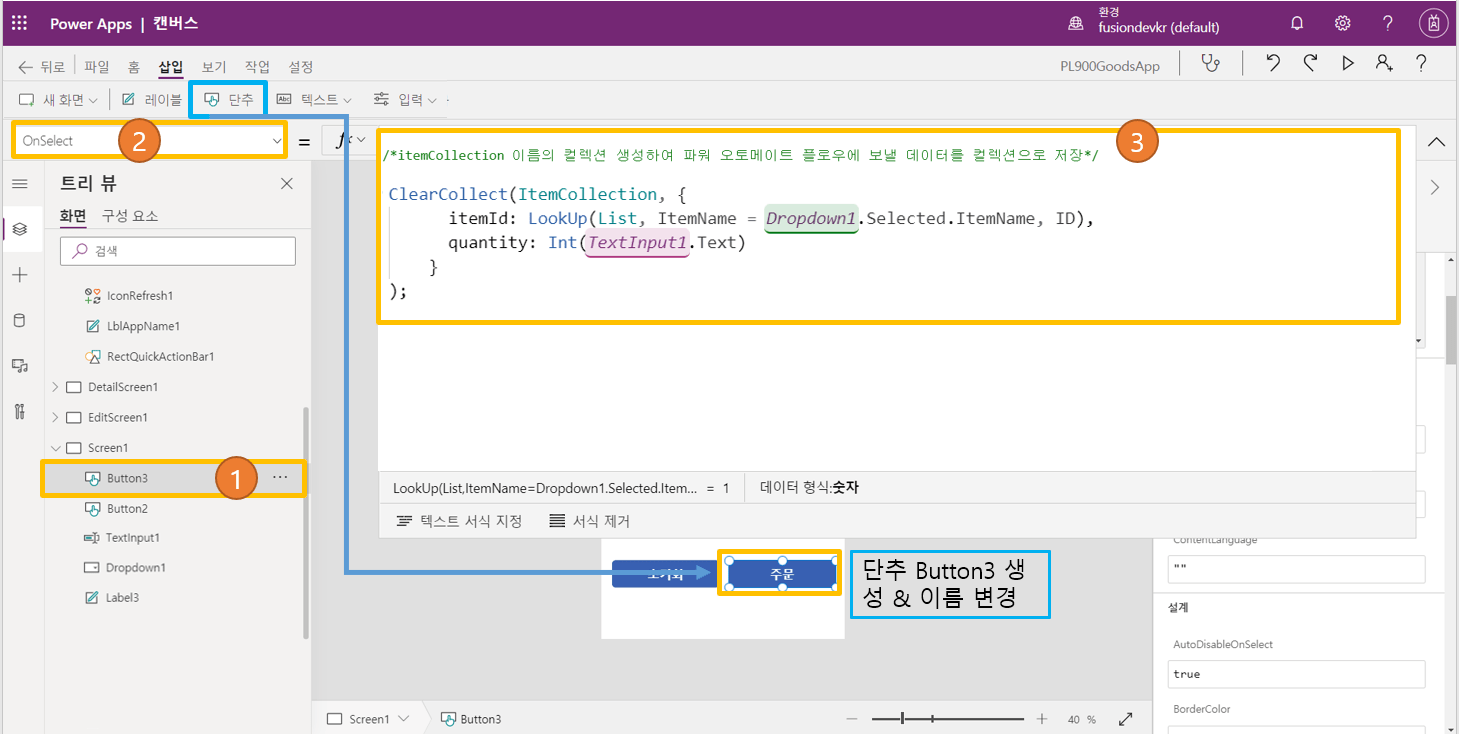 Power Apps | 캔버스
환경
fusiondevkr (default)
뒤로 파일 홈 삽입 보기 작업 설정
PL900GoodsApp
새 화면 레이블 단추 텍스트 입력
OnSelect
2
=
fx
/*itemCollection 이름의 컬렉션 생성하여 파워 오토메이트 플로우에 보낼 데이터를 컬렉션으로 저장*/
3
ClearCollect(ItemCollection, {
itemId: LookUp(List, ItemName = Dropdown1.Selected.ItemName, ID),
quantity: Int(TextInput1.Text)
}
);
트리 뷰
화면 구성 요소
검색
IconRefresh1
LblAppName1
RectQuickActionBar1
DetailScreen1
EditScreen1
Screen1
Button3
1
Button2
TextInput1
Dropdown1
Label3
LookUp(List,ItemName=Dropdown1.Selected.Item... = 1 데이터 형식:숫자
텍스트 서식 지정 서식 제거
주문
단추 Button3 생
성 & 이름 변경
ContentLanguage
""
설계
AutoDisableOnSelect
true
BorderColor
Screen1 Button3
40 %